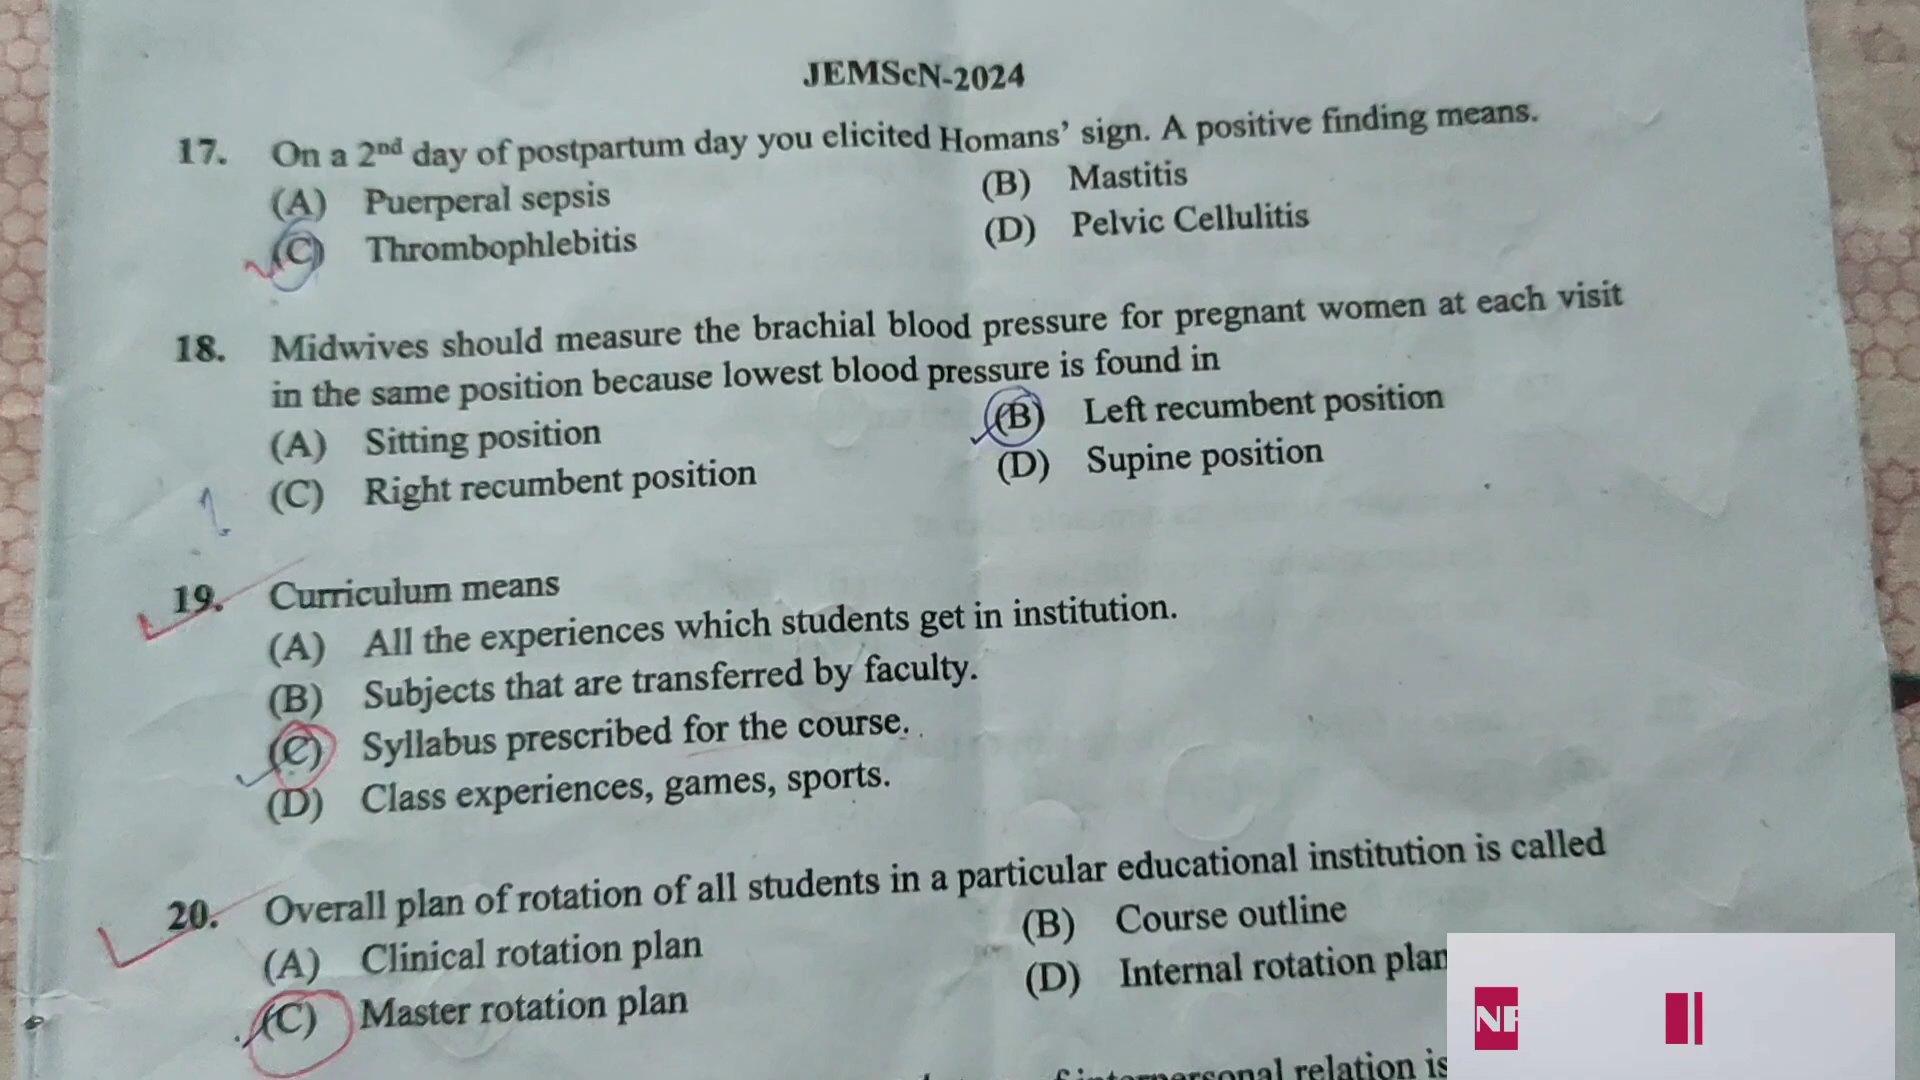 JEMScN-2024
17. On a 2nd day of postpartum day you elicited Homans' sign. A positive finding means.
(A) Puerperal sepsis (B) Mastitis
(C) Thrombophlebitis (D) Pelvic Cellulitis
18. Midwives should measure the brachial blood pressure for pregnant women at each visit
in the same position because lowest blood pressure is found in
(A) Sitting position (B) Left recumbent position
(C) Right recumbent position (D) Supine position
19. Curriculum means
(A) All the experiences which students get in institution.
(B) Subjects that are transferred by faculty.
(C) Syllabus prescribed for the course.
(D) Class experiences, games, sports.
20. Overall plan of rotation of all students in a particular educational institution is called
(A) Clinical rotation plan (B) Course outline
(C) Master rotation plan (D) Internal rotation plan
relation is